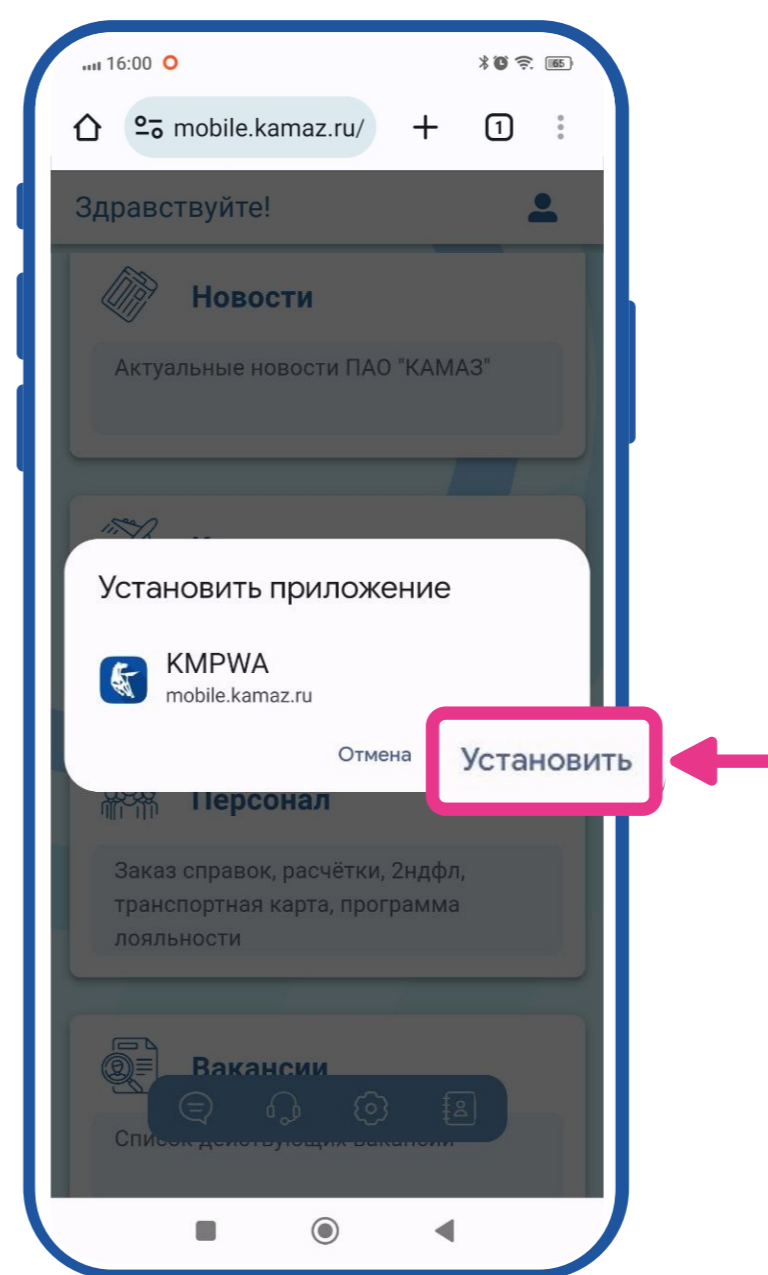 16:00 65
mobile.kamaz.ru/ 1
Здравствуйте!
Новости
Актуальные новости ПАО "КАМАЗ"
Установить приложение
KMPWA
mobile.kamaz.ru
Отмена Установить
Персонал
Заказ справок, расчётки, 2ндфл,
транспортная карта, программа
лояльности
Вакансии
Список действующих вакансий